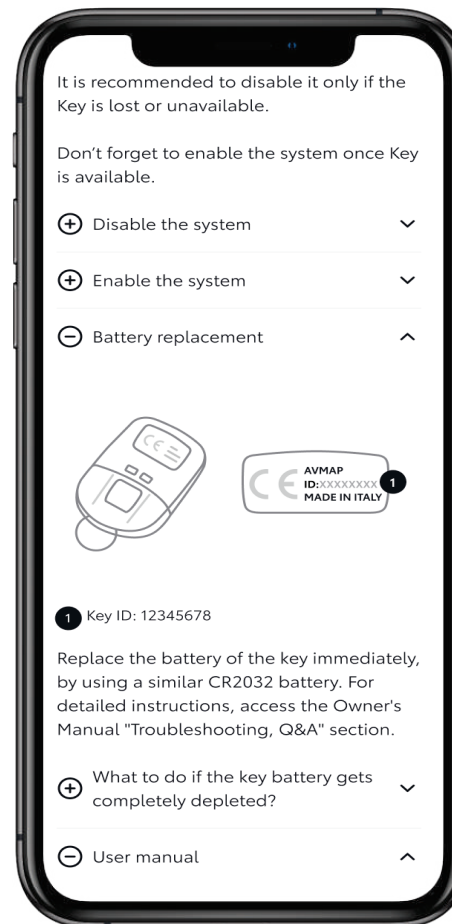 It is recommended to disable it only if the
Key is lost or unavailable.
Don’t forget to enable the system once Key
is available.
Disable the system
Enable the system
Battery replacement
CE
CE
AVMAP
ID:XXXXXXXX
MADE IN ITALY
1
1 Key ID: 12345678
Replace the battery of the key immediately,
by using a similar CR2032 battery. For
detailed instructions, access the Owner's
Manual "Troubleshooting, Q&A" section.
What to do if the key battery gets
completely depleted?
User manual